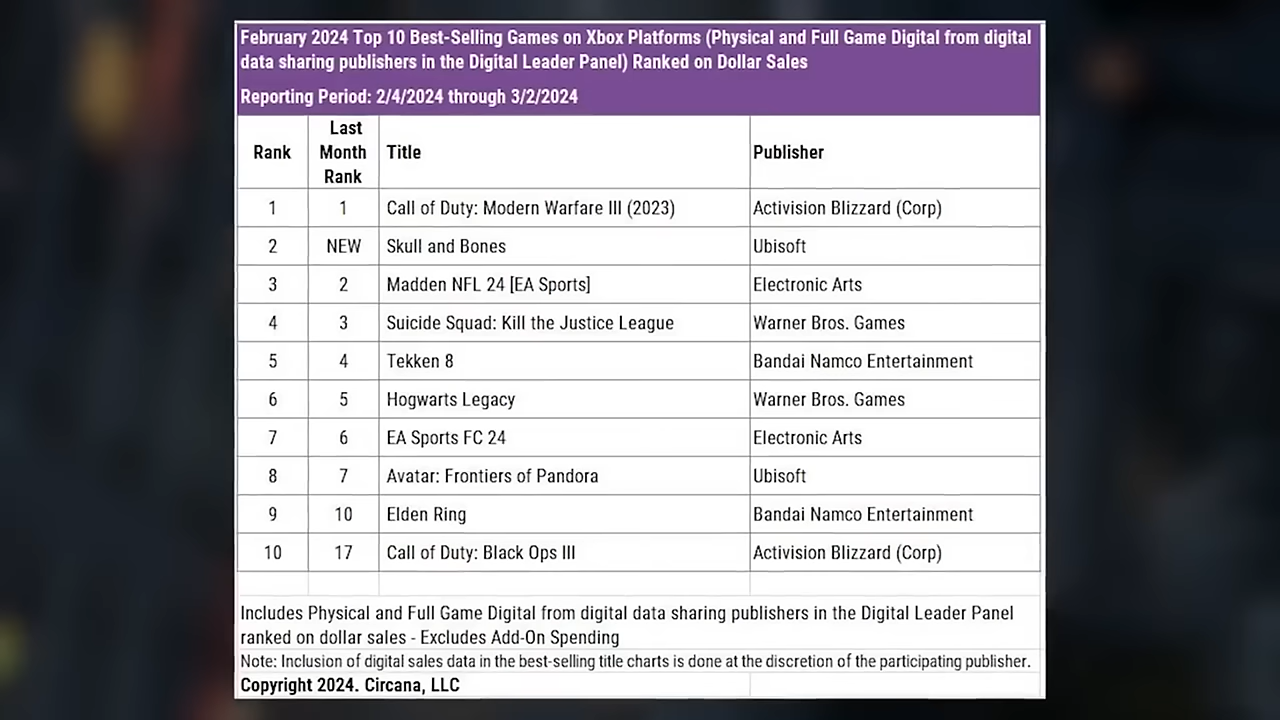 February 2024 Top 10 Best-Selling Games on Xbox Platforms (Physical and Full Game Digital from digital
data sharing publishers in the Digital Leader Panel) Ranked on Dollar Sales
Reporting Period: 2/4/2024 through 3/2/2024
Rank Last Month Rank Title Publisher
1 1 Call of Duty: Modern Warfare III (2023) Activision Blizzard (Corp)
2 NEW Skull and Bones Ubisoft
3 2 Madden NFL 24 [EA Sports] Electronic Arts
4 3 Suicide Squad: Kill the Justice League Warner Bros. Games
5 4 Tekken 8 Bandai Namco Entertainment
6 5 Hogwarts Legacy Warner Bros. Games
7 6 EA Sports FC 24 Electronic Arts
8 7 Avatar: Frontiers of Pandora Ubisoft
9 10 Elden Ring Bandai Namco Entertainment
10 17 Call of Duty: Black Ops III Activision Blizzard (Corp)
Includes Physical and Full Game Digital from digital data sharing publishers in the Digital Leader Panel
ranked on dollar sales - Excludes Add-On Spending
Note: Inclusion of digital sales data in the best-selling title charts is done at the discretion of the participating publisher.
Copyright 2024. Circana, LLC